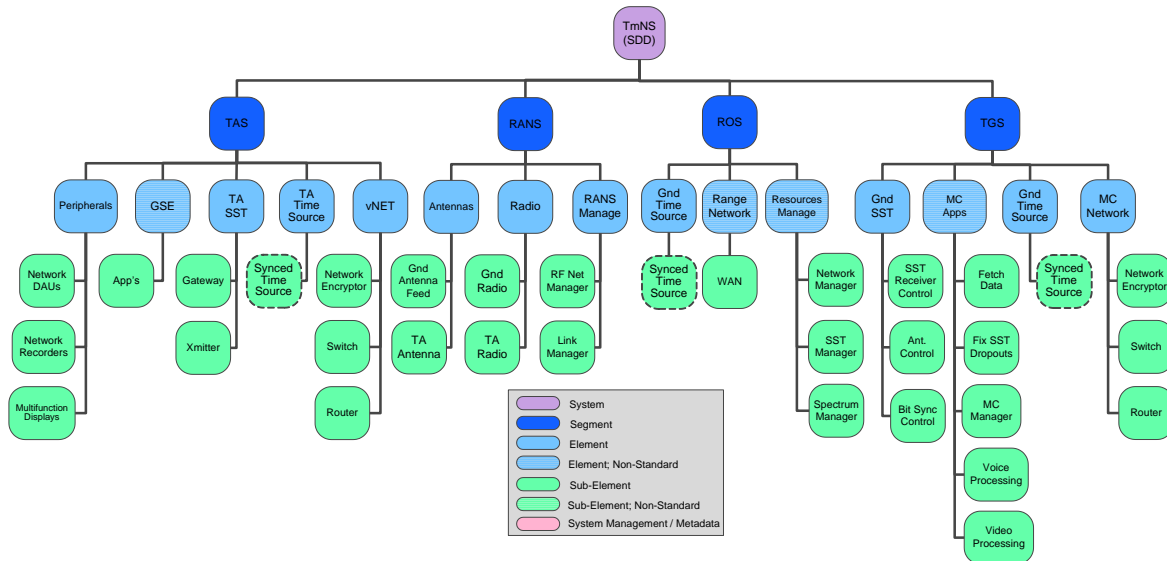 TmNS
(SDD)
TAS
RANS
ROS
TGS
Peripherals
GSE
TA
SST
TA
Time
Source
vNET
Antennas
Radio
RANS
Manage
Gnd
Time
Source
Range
Network
Resources
Manage
Gnd
SST
MC
Apps
Gnd
Time
Source
MC
Network
Network
DAUs
App's
Gateway
Synced
Time
Source
Network
Encryptor
Gnd
Antenna
Feed
Gnd
Radio
RF Net
Manager
Synced
Time
Source
WAN
Network
Manager
SST
Receiver
Control
Fetch
Data
Synced
Time
Source
Network
Encryptor
Network
Recorders
Xmitter
Switch
TA
Antenna
TA
Radio
Link
Manager
SST
Manager
Ant.
Control
Fix SST
Dropouts
Switch
Multifunction
Displays
Router
Spectrum
Manager
Bit Sync
Control
MC
Manager
Router
Voice
Processing
Video
Processing
System
Segment
Element
Element; Non-Standard
Sub-Element
Sub-Element; Non-Standard
System Management / Metadata